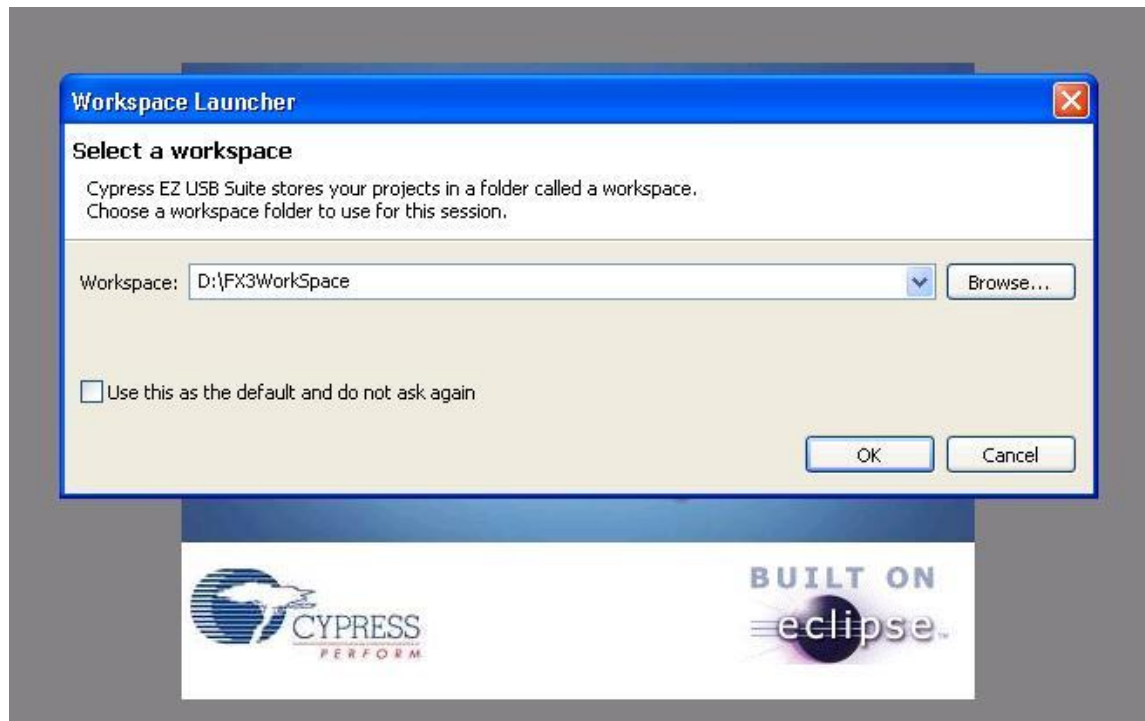 Workspace Launcher
Select a workspace
Cypress EZ USB Suite stores your projects in a folder called a workspace.
Choose a workspace folder to use for this session.
Workspace: D:\FX3WorkSpace Browse...
Use this as the default and do not ask again
OK Cancel
BUILT ON
eclipse™
CYPRESS
PERFORM